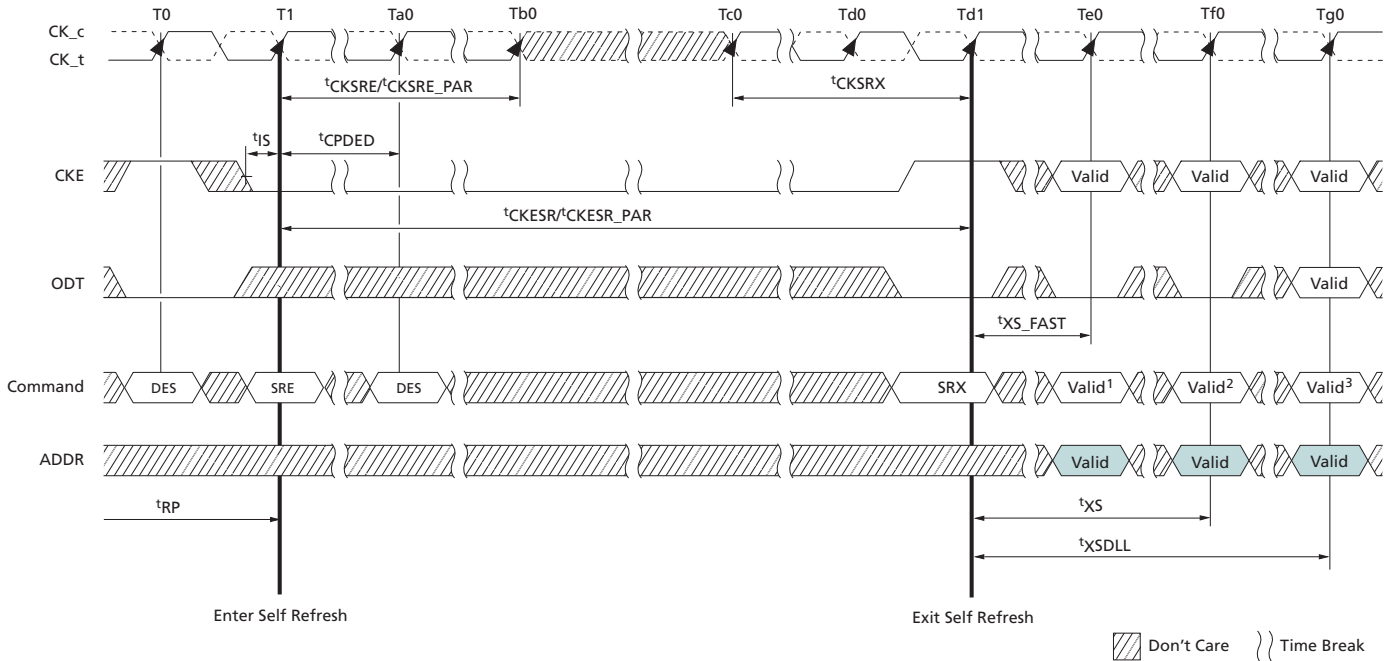 T0 T1 Ta0 Tb0 Tc0 Td0 Td1 Te0 Tf0 Tg0
CK_c
CK_t
tCKSRE/tCKSRE_PAR tCKSRX
tIS tCPDED
CKE Valid Valid Valid
tCKESR/tCKESR_PAR
ODT Valid
tXS_FAST
Command DES SRE DES SRX Valid1 Valid2 Valid3
ADDR Valid Valid Valid
tRP tXS
tXSDLL
Enter Self Refresh Exit Self Refresh
Don't Care Time Break